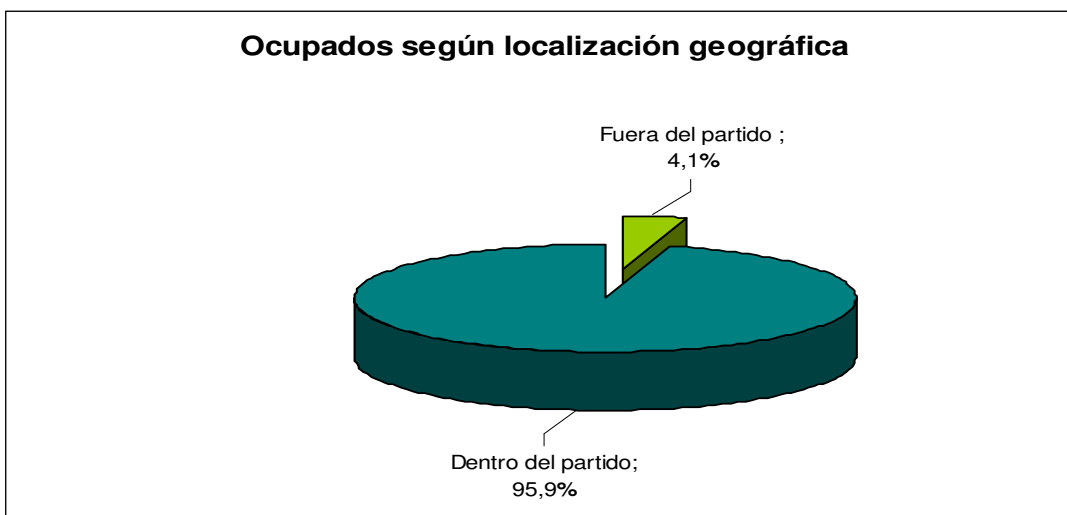 Ocupados según localización geográfica
Fuera del partido ;
4,1%
Dentro del partido;
95,9%